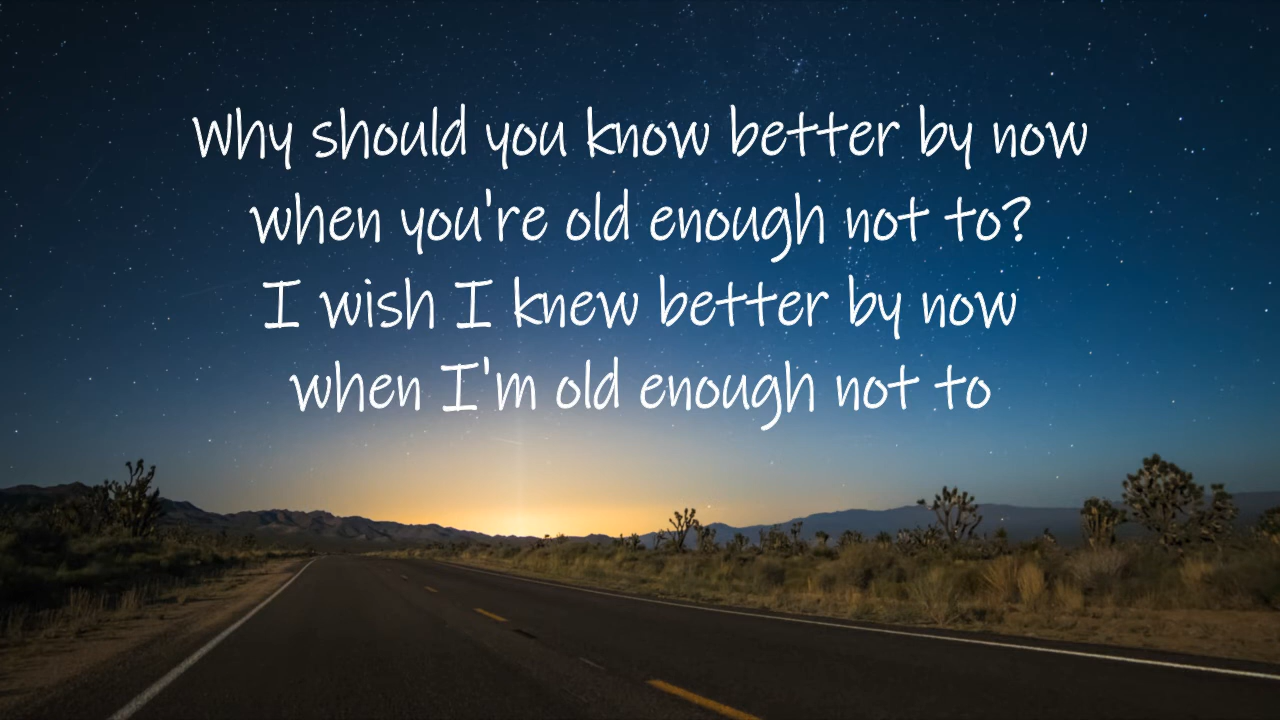 Why should you know better by now
when you're old enough not to?
I wish I knew better by now
when I'm old enough not to